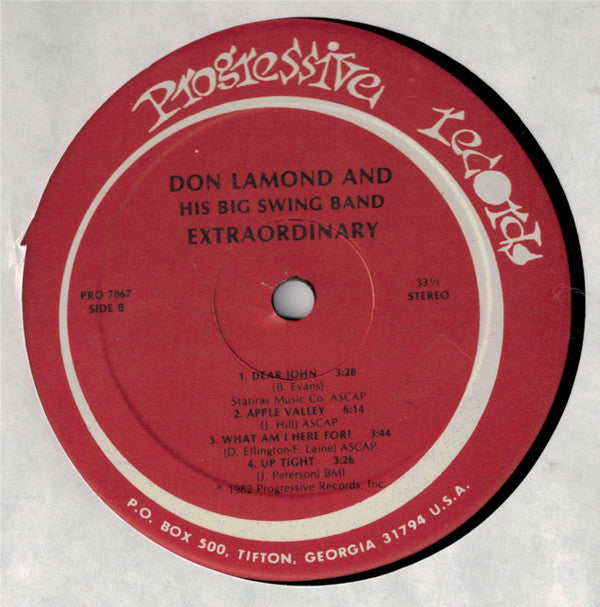 Progressive records
DON LAMOND AND
HIS BIG SWING BAND
EXTRAORDINARY
PRO 7067
SIDE B
33⅓
STEREO
1. DEAR JOHN 3:28
(B. Evans)
Statiras Music Co. ASCAP
2. APPLE VALLEY 6:14
(J. Hill) ASCAP
3. WHAT AM I HERE FOR? 3:44
(D. Ellington-F. Laine) ASCAP
4. UP TIGHT 3:26
(J. Peterson) BMI
℗ 1982 Progressive Records, Inc.
P.O. BOX 500, TIFTON, GEORGIA 31794 U.S.A.